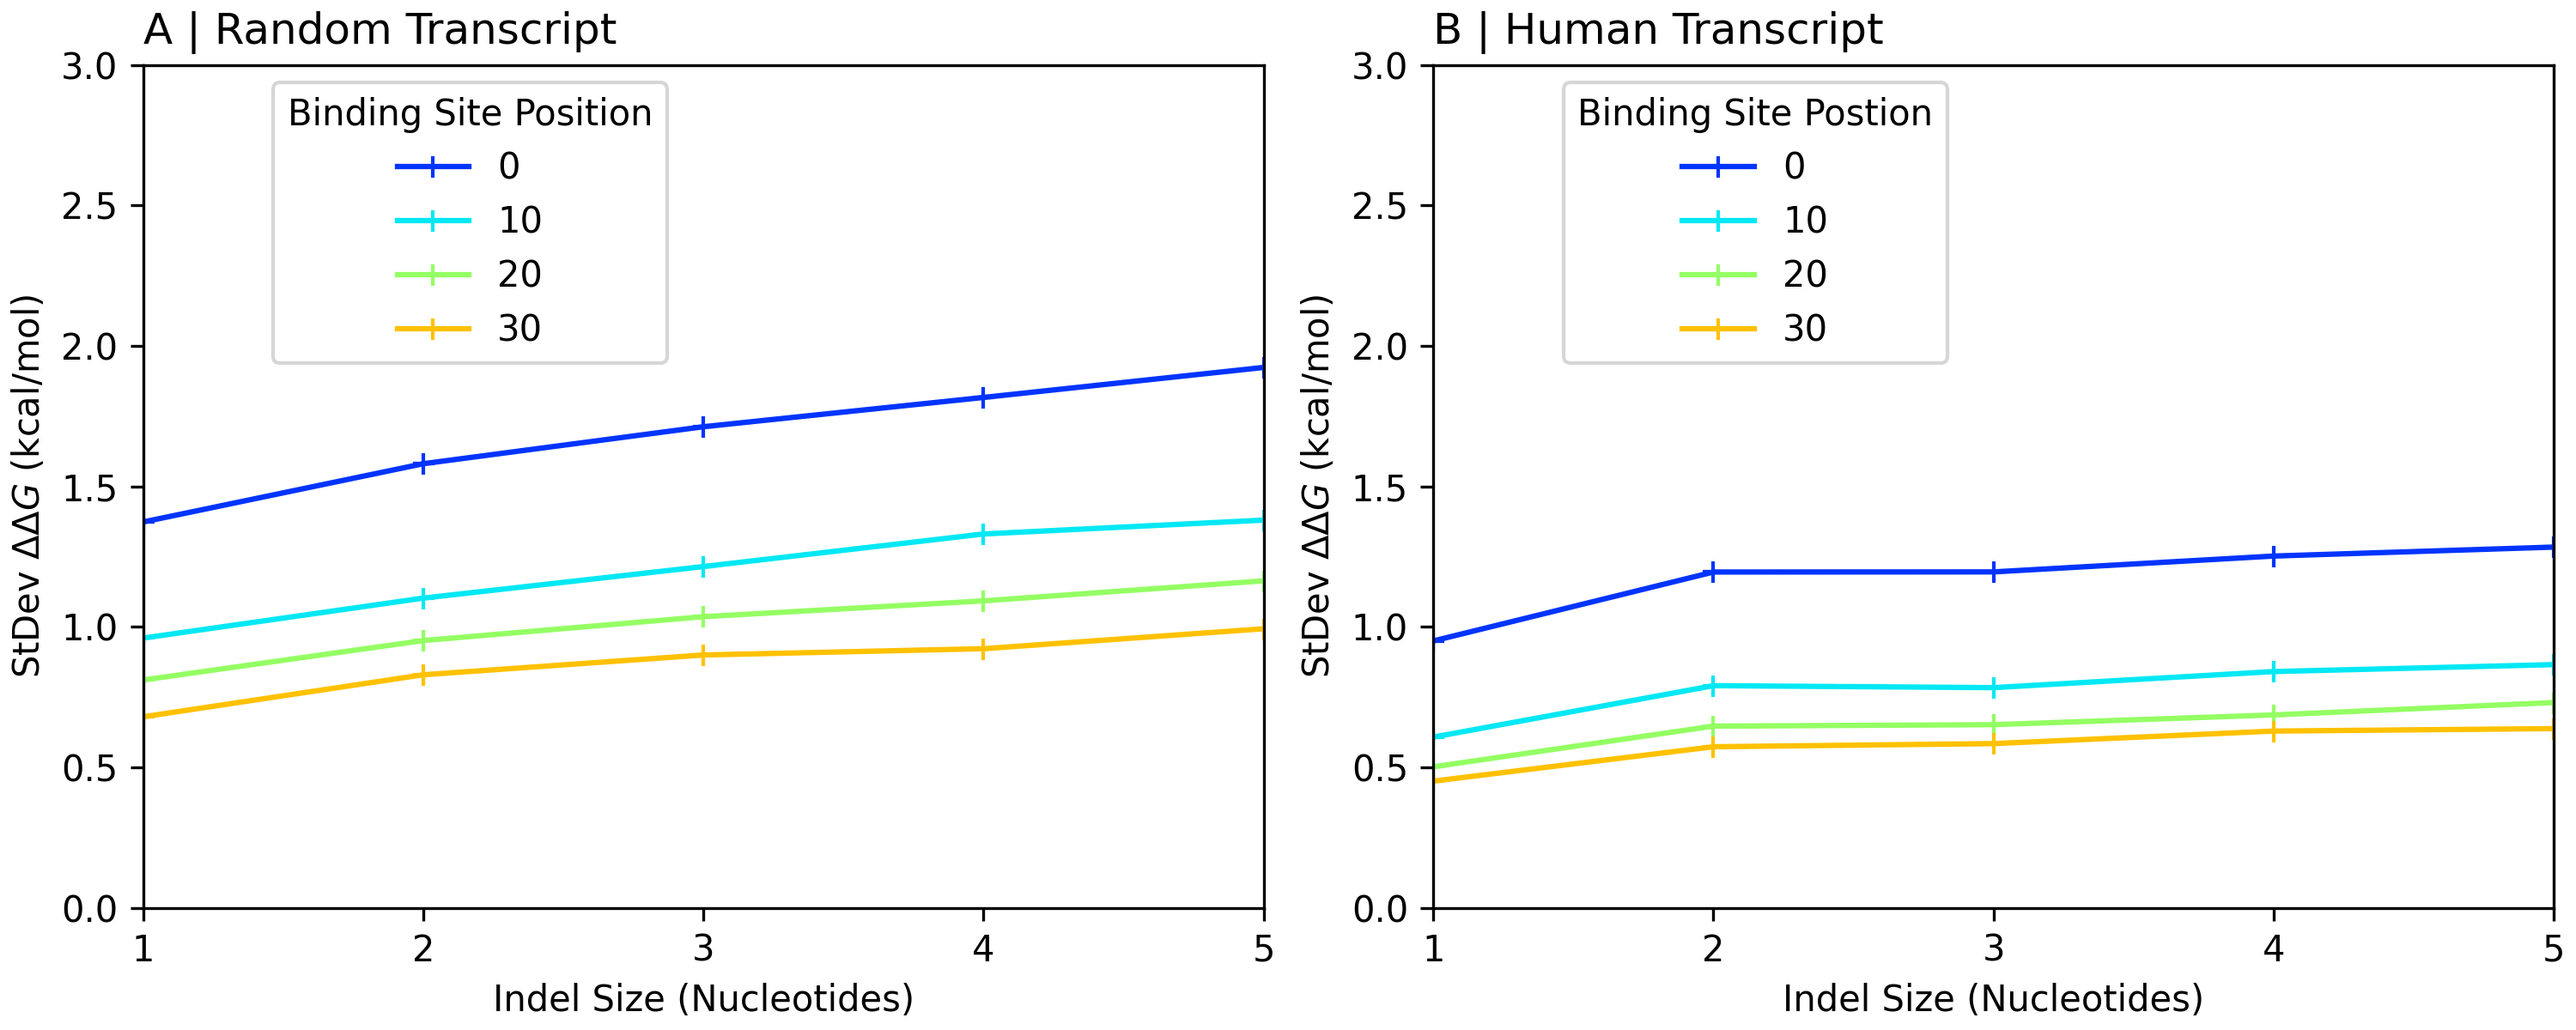 A | Random Transcript
3.0
2.5
2.0
1.5
1.0
0.5
0.0
StDev ΔΔG (kcal/mol)
Binding Site Position
0
10
20
30
1 2 3 4 5
Indel Size (Nucleotides)
B | Human Transcript
3.0
2.5
2.0
1.5
1.0
0.5
0.0
StDev ΔΔG (kcal/mol)
Binding Site Postion
0
10
20
30
1 2 3 4 5
Indel Size (Nucleotides)